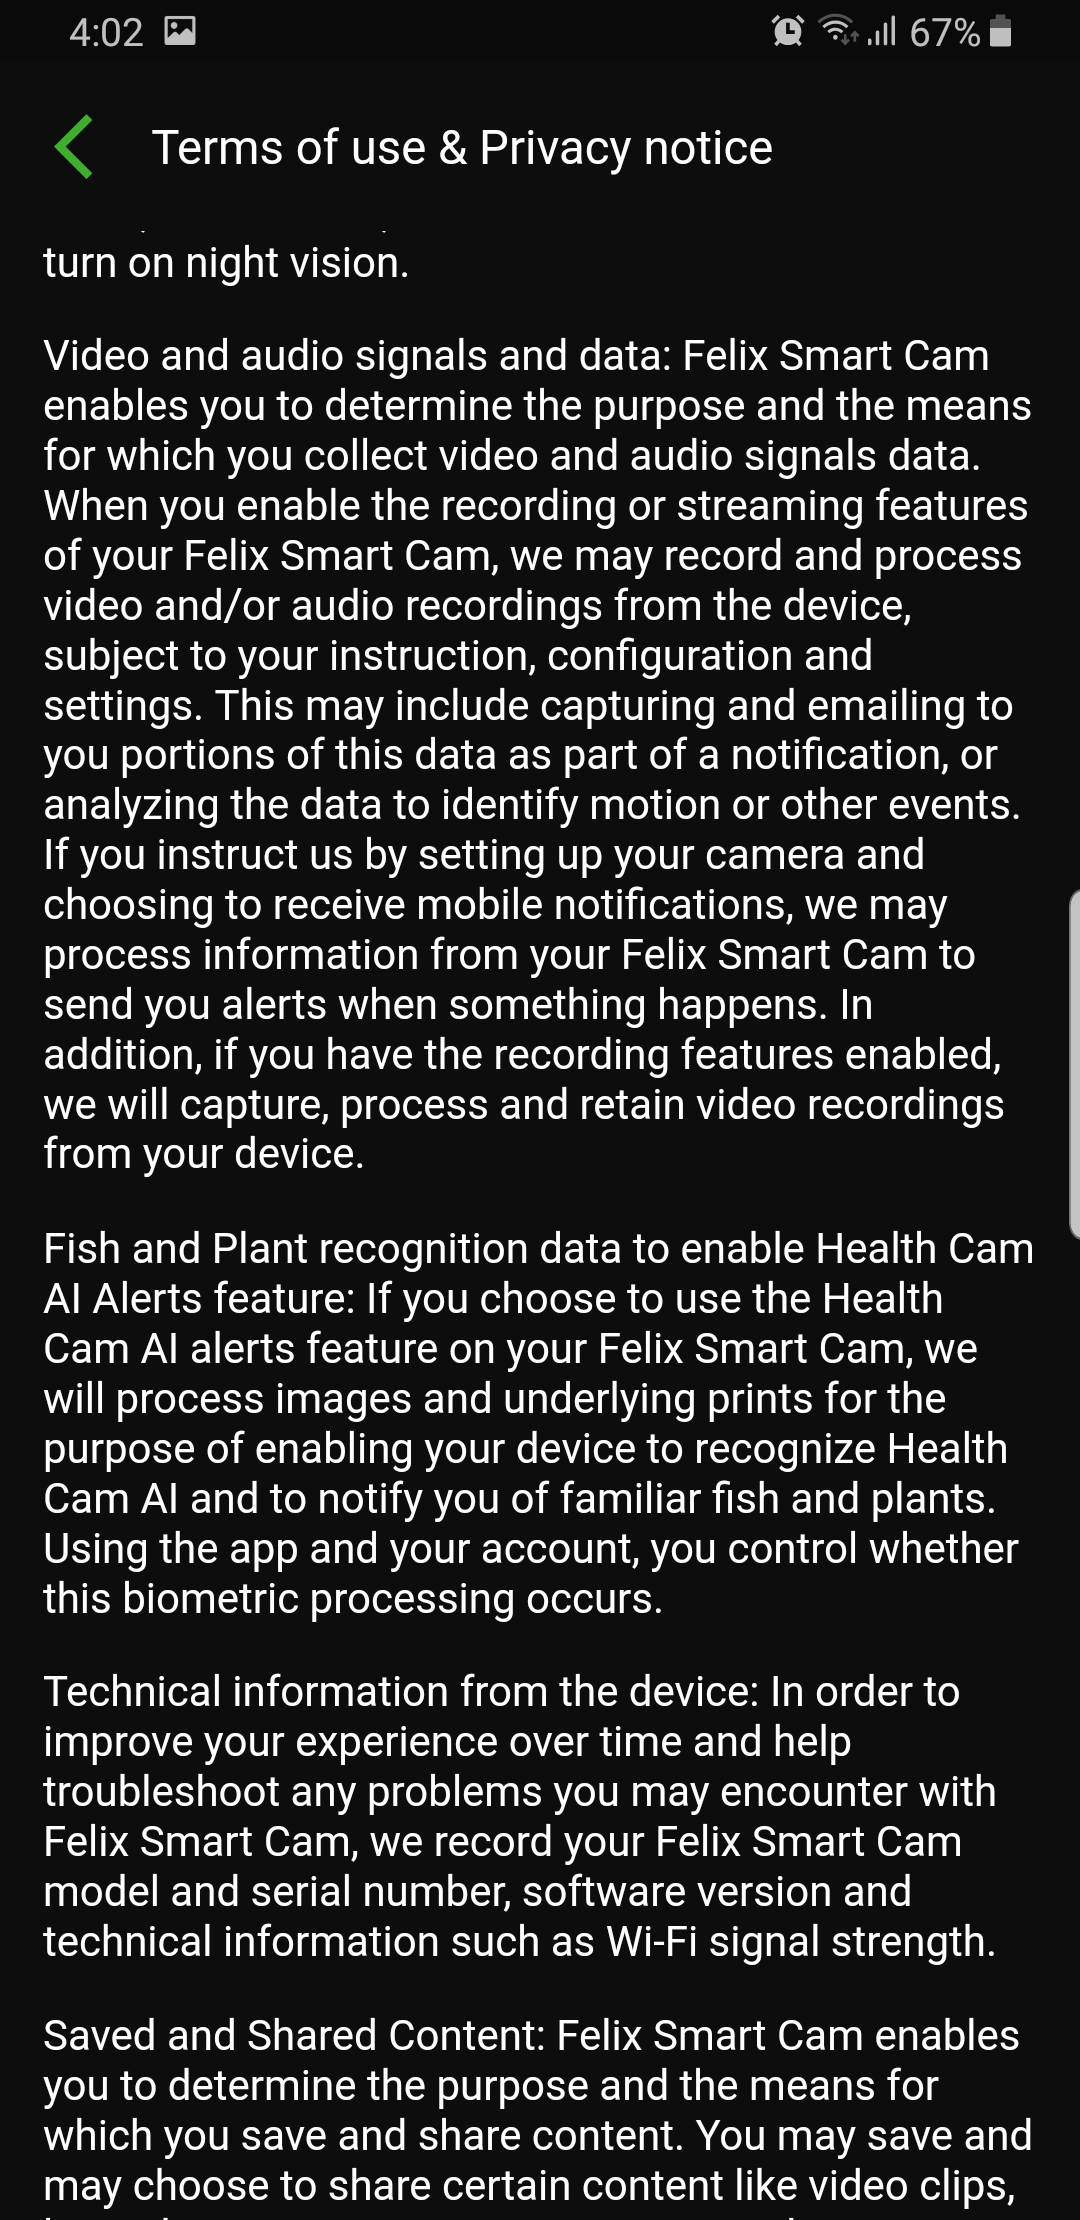 4:02
67%
Terms of use & Privacy notice
turn on night vision.
Video and audio signals and data: Felix Smart Cam
enables you to determine the purpose and the means
for which you collect video and audio signals data.
When you enable the recording or streaming features
of your Felix Smart Cam, we may record and process
video and/or audio recordings from the device,
subject to your instruction, configuration and
settings. This may include capturing and emailing to
you portions of this data as part of a notification, or
analyzing the data to identify motion or other events.
If you instruct us by setting up your camera and
choosing to receive mobile notifications, we may
process information from your Felix Smart Cam to
send you alerts when something happens. In
addition, if you have the recording features enabled,
we will capture, process and retain video recordings
from your device.
Fish and Plant recognition data to enable Health Cam
AI Alerts feature: If you choose to use the Health
Cam AI alerts feature on your Felix Smart Cam, we
will process images and underlying prints for the
purpose of enabling your device to recognize Health
Cam AI and to notify you of familiar fish and plants.
Using the app and your account, you control whether
this biometric processing occurs.
Technical information from the device: In order to
improve your experience over time and help
troubleshoot any problems you may encounter with
Felix Smart Cam, we record your Felix Smart Cam
model and serial number, software version and
technical information such as Wi-Fi signal strength.
Saved and Shared Content: Felix Smart Cam enables
you to determine the purpose and the means for
which you save and share content. You may save and
may choose to share certain content like video clips,